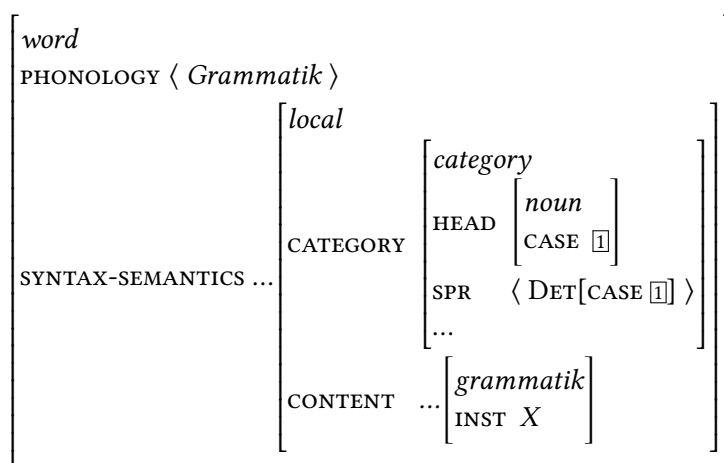 word
PHONOLOGY ⟨ Grammatik ⟩
local
category
noun
HEAD
CASE 1
CATEGORY
SYNTAX-SEMANTICS ...
SPR ⟨ DET[CASE 1] ⟩
...
grammatik
CONTENT ...
INST X